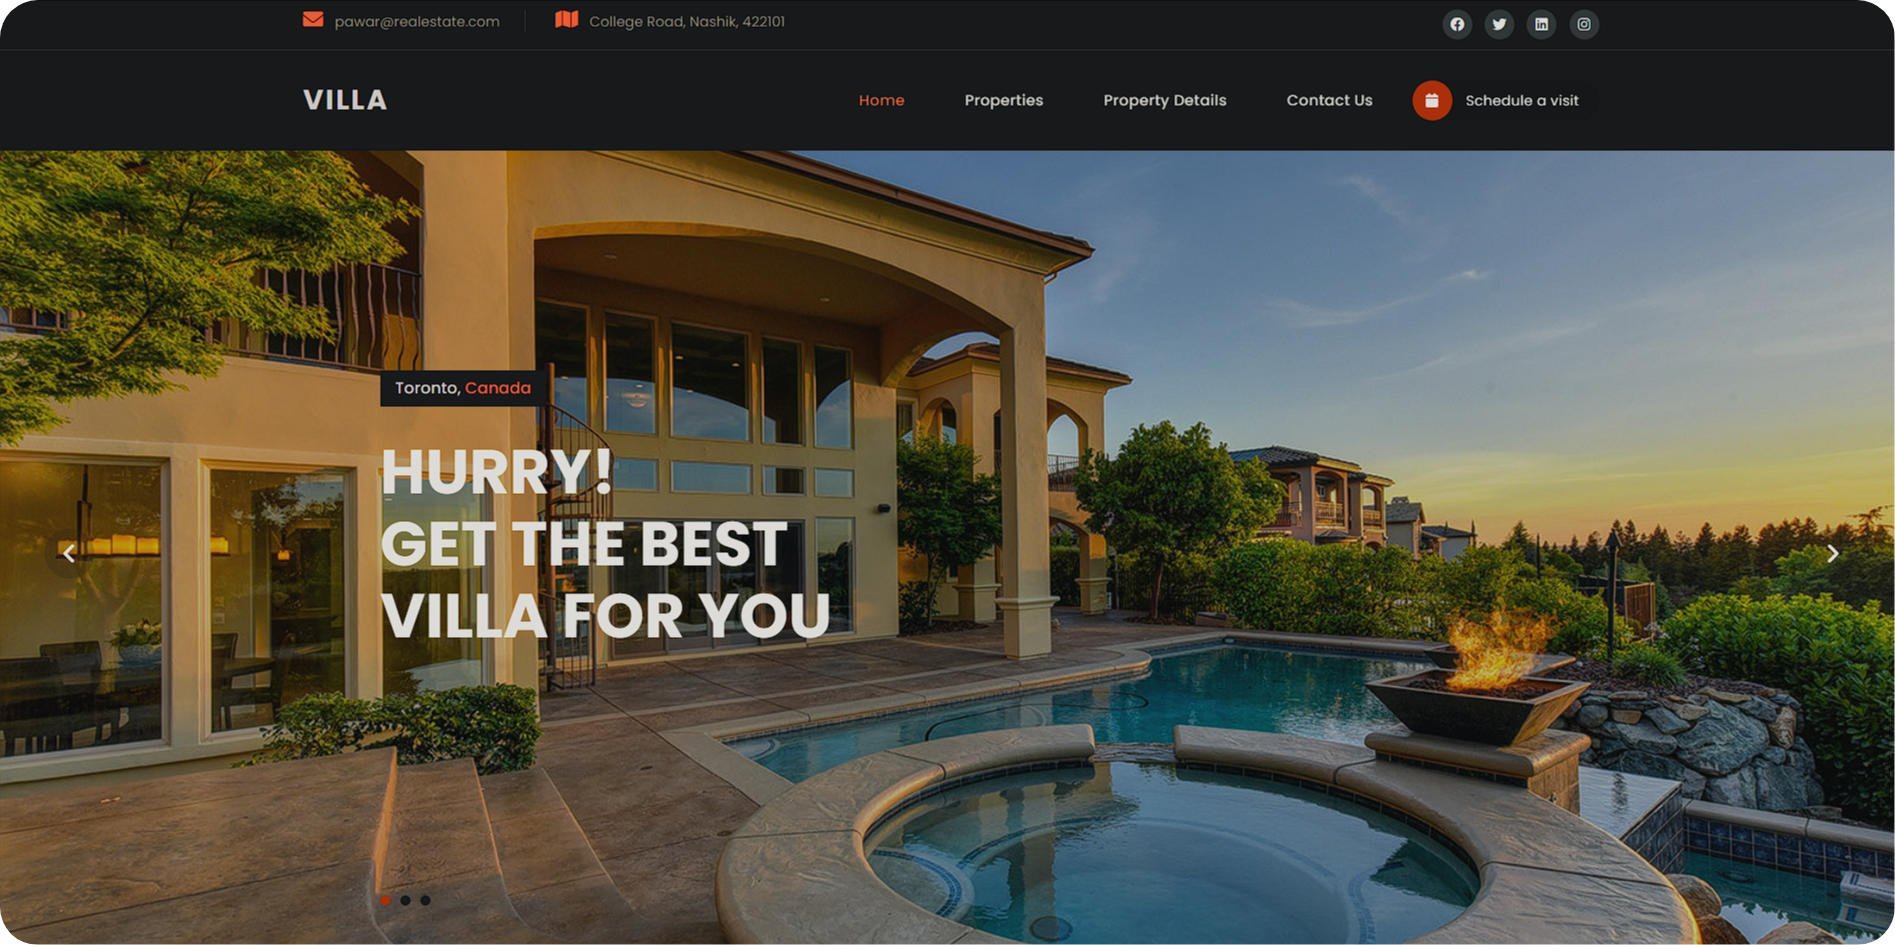 pawar@realestate.com
College Road, Nashik, 422101
VILLA
Home
Properties
Property Details
Contact Us
Schedule a visit
Toronto, Canada
HURRY!
GET THE BEST
VILLA FOR YOU